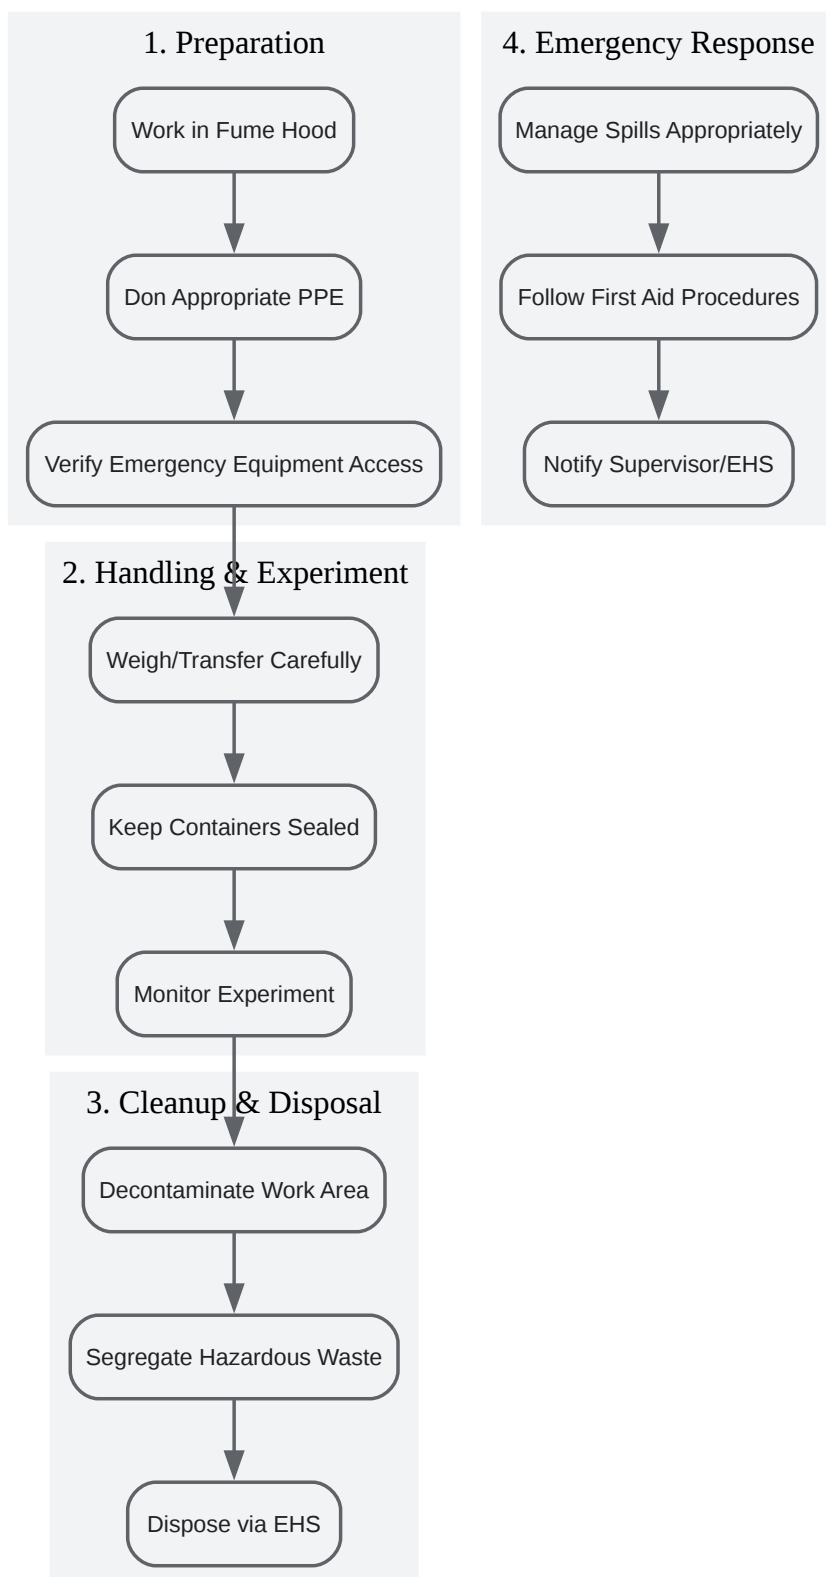 1. Preparation
Work in Fume Hood
Don Appropriate PPE
Verify Emergency Equipment Access
2. Handling & Experiment
Weigh/Transfer Carefully
Keep Containers Sealed
Monitor Experiment
3. Cleanup & Disposal
Decontaminate Work Area
Segregate Hazardous Waste
Dispose via EHS
4. Emergency Response
Manage Spills Appropriately
Follow First Aid Procedures
Notify Supervisor/EHS